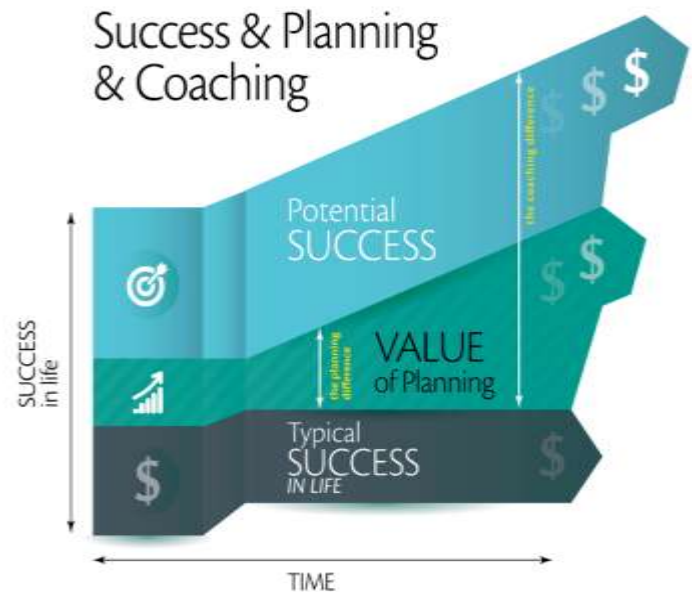 Success & Planning
& Coaching
Potential
SUCCESS
the coaching difference
VALUE
of Planning
the planning
difference
Typical
SUCCESS
IN LIFE
SUCCESS
in life
TIME
$
$
$
$
$
$
$